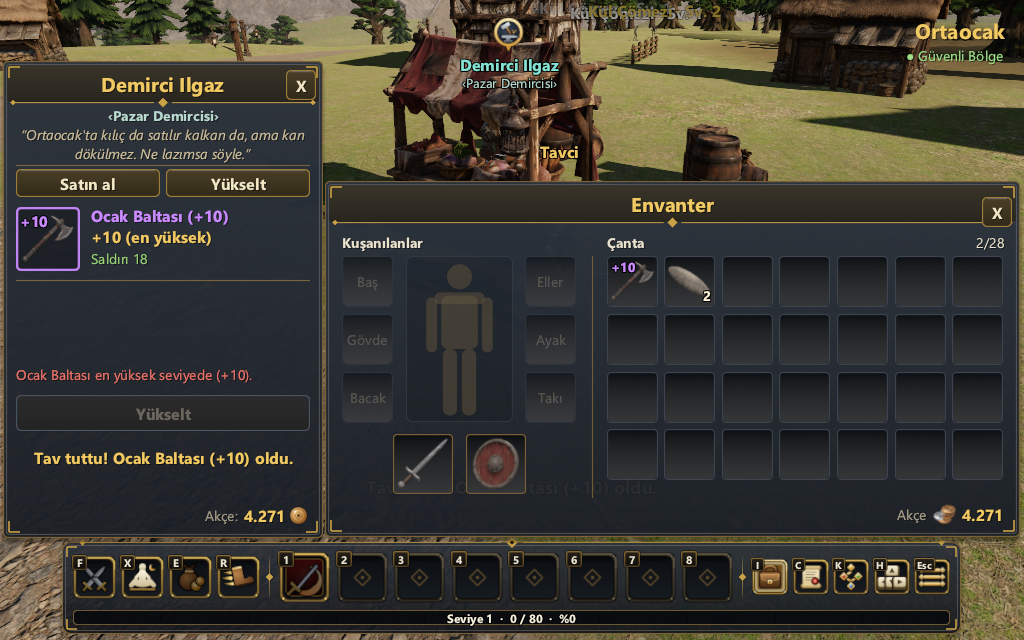 Ortaocak
Güvenli Bölge
Demirci Ilgaz
‹Pazar Demircisi›
Tavci
Demirci Ilgaz
X
‹Pazar Demircisi›
"Ortaocak'ta kılıç da satılır kalkan da, ama kan
dökülmez. Ne lazımsa söyle."
Satın al
Yükselt
+10
Ocak Baltası (+10)
+10 (en yüksek)
Saldırı 18
Ocak Baltası en yüksek seviyede (+10).
Yükselt
Tav tuttu! Ocak Baltası (+10) oldu.
Akçe: 4.271
Envanter
X
Kuşanılanlar
Baş
Eller
Gövde
Ayak
Bacak
Takı
Çanta
2/28
+10
2
Akçe 4.271
F X E R 1 2 3 4 5 6 7 8 I C K H Esc
Seviye 1 · 0 / 80 · %0